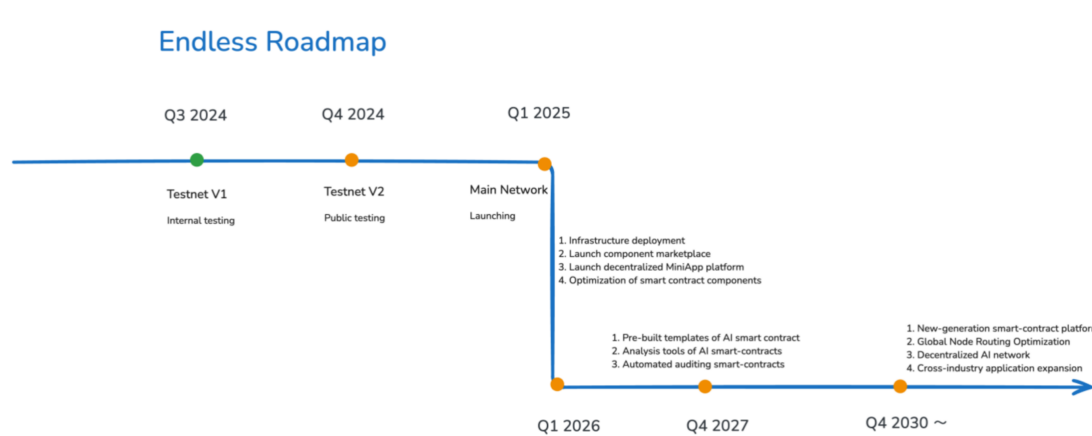 Endless Roadmap
Q3 2024
Q4 2024
Q1 2025
Testnet V1
Internal testing
Testnet V2
Public testing
Main Network
Launching
1. Infrastructure deployment
2. Launch component marketplace
3. Launch decentralized MiniApp platform
4. Optimization of smart contract components
1. Pre-built templates of AI smart contract
2. Analysis tools of AI smart-contracts
3. Automated auditing smart-contracts
1. New-generation smart-contract
2. Global Node Routing Optimization
3. Decentralized AI network
4. Cross-industry application expansion
Q1 2026
Q4 2027
Q4 2030 ～